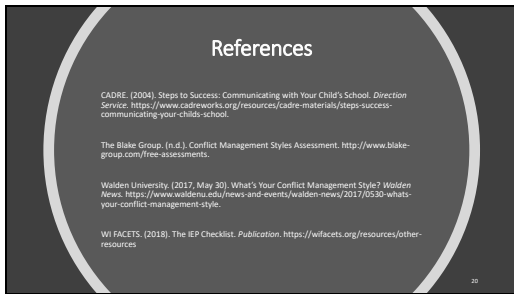 References
CADRE. (2004). Steps to Success: Communicating with Your Child's School. Direction
Service. https://www.cadreworks.org/resources/cadre-materials/steps-success-
communicating-your-childs-school.
The Blake Group. (n.d.). Conflict Management Styles Assessment. http://www.blake-
group.com/free-assessments.
Walden University. (2017, May 30). What's Your Conflict Management Style? Walden
News. https://www.waldenu.edu/news-and-events/walden-news/2017/0530-whats-
your-conflict-management-style.
WI FACETS. (2018). The IEP Checklist. Publication. https://wifacets.org/resources/other-
resources
20